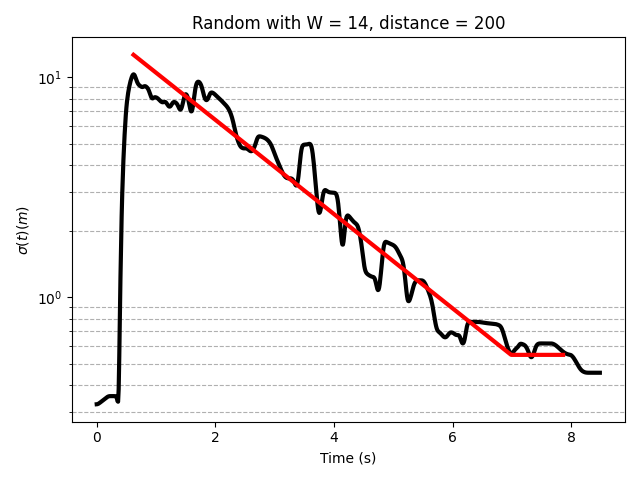 Random with W = 14, distance = 200
10¹
10⁰
σ(t)(m)
0 2 4 6 8
Time (s)